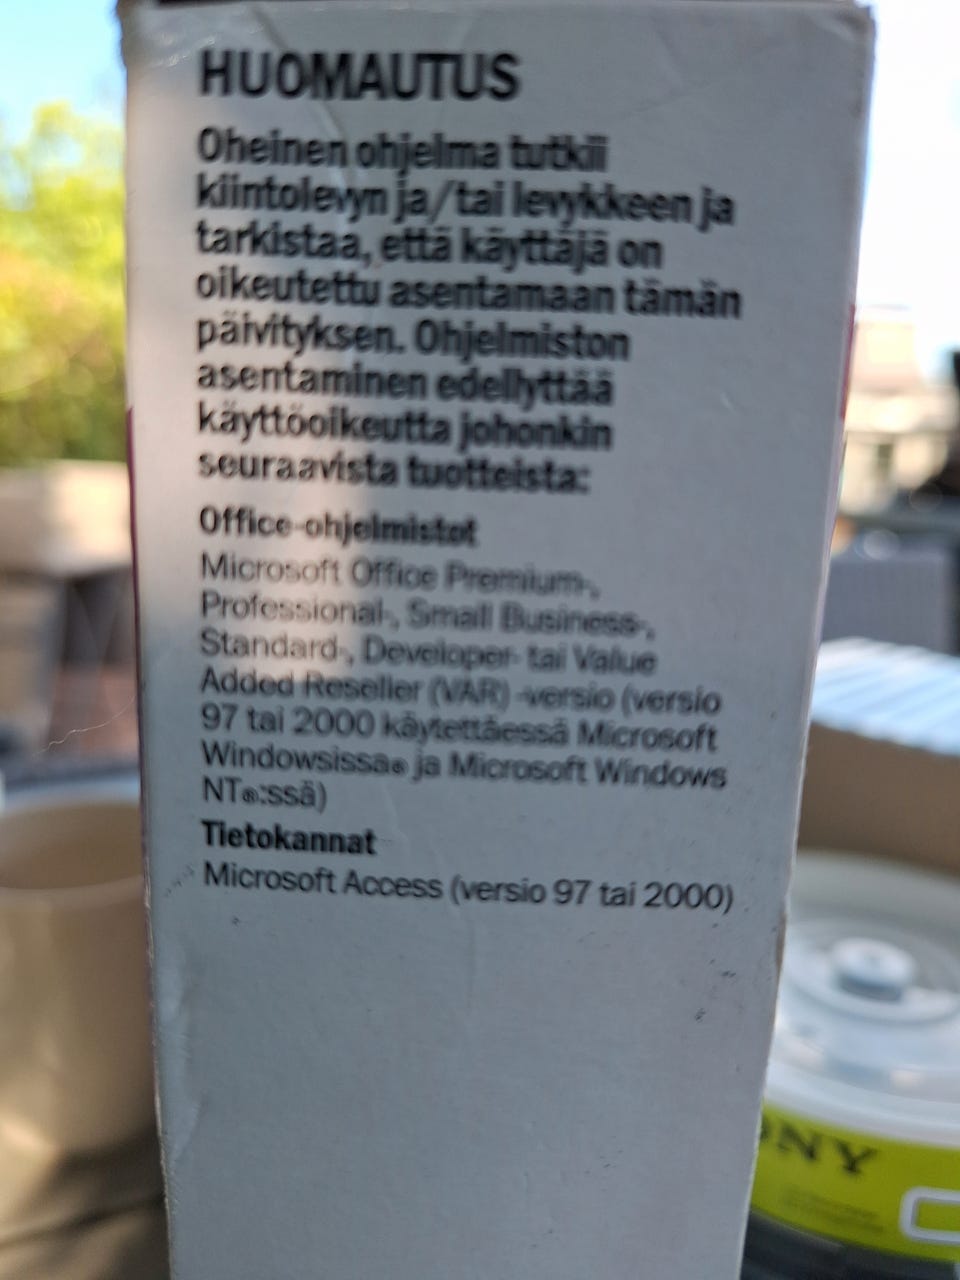 HUOMAUTUS
Oheinen ohjelma tutkii
kiintolevyn ja/tai levykkeen ja
tarkistaa, että käyttäjä on
oikeutettu asentamaan tämän
päivityksen. Ohjelmiston
asentaminen edellyttää
käyttöoikeutta johonkin
seuraavista tuotteista:
Office-ohjelmistot
Microsoft Office Premium-,
Professional-, Small Business-,
Standard-, Developer- tai Value
Added Reseller (VAR) -versio (versio
97 tai 2000 käytettäessä Microsoft
Windowsissa® ja Microsoft Windows
NT®:ssä)
Tietokannat
Microsoft Access (versio 97 tai 2000)
ONY